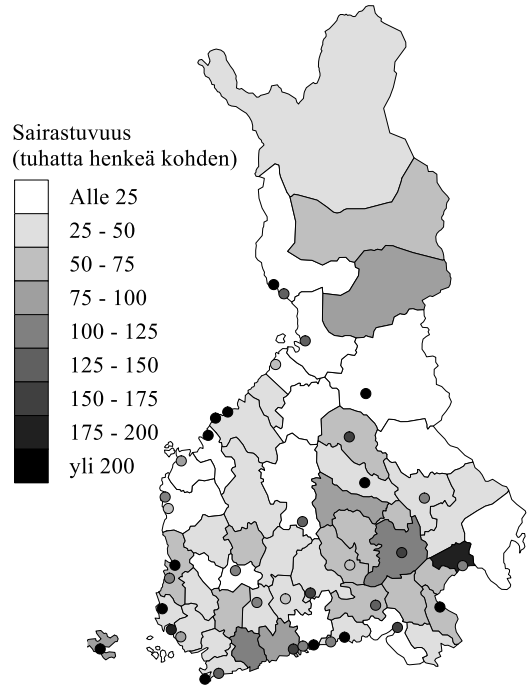 Sairastuvuus
(tuhatta henkeä kohden)
Alle 25
25 - 50
50 - 75
75 - 100
100 - 125
125 - 150
150 - 175
175 - 200
yli 200